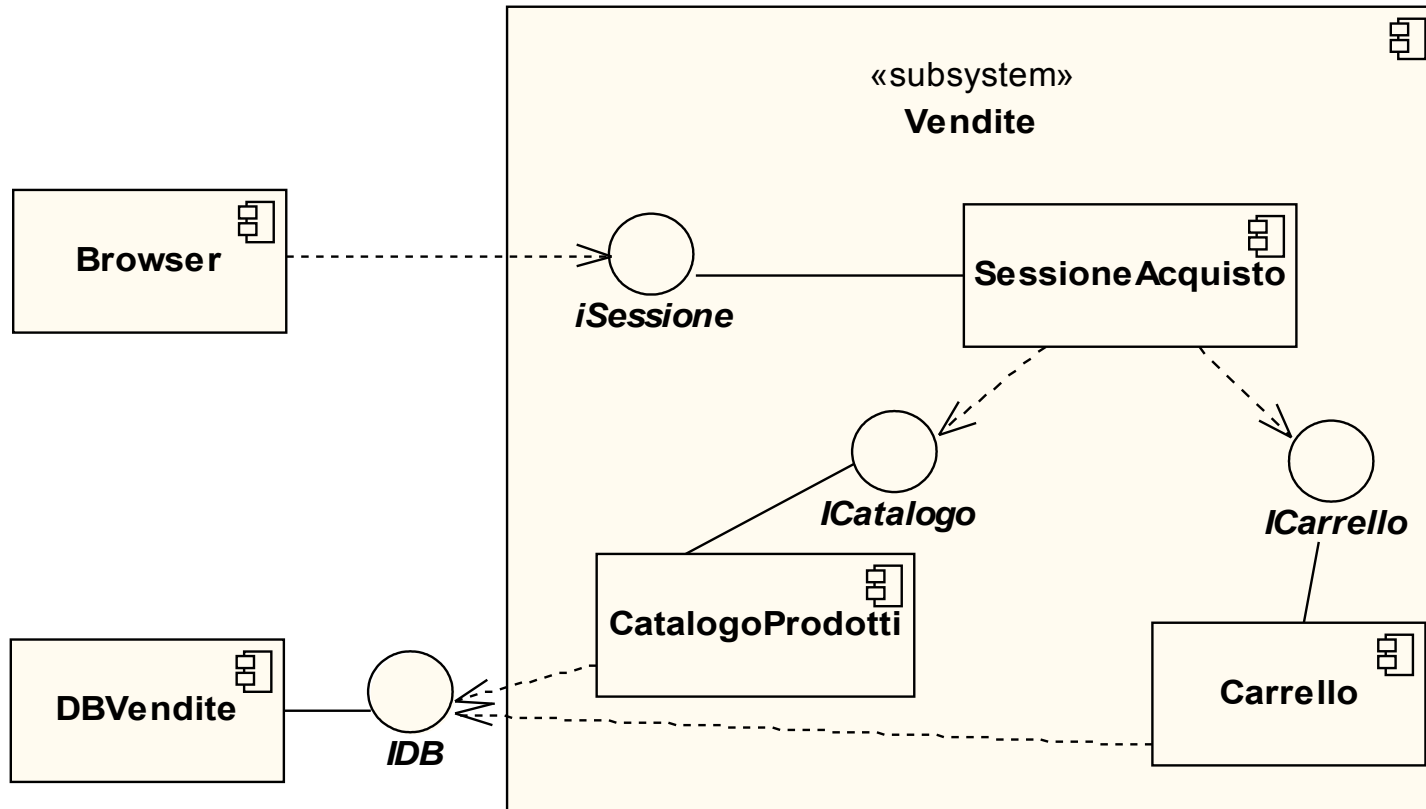 «subsystem»
Vendite
Browser
SessioneAcquisto
iSessione
ICatalogo
ICarrello
CatalogoProdotti
Carrello
DBVendite
IDB